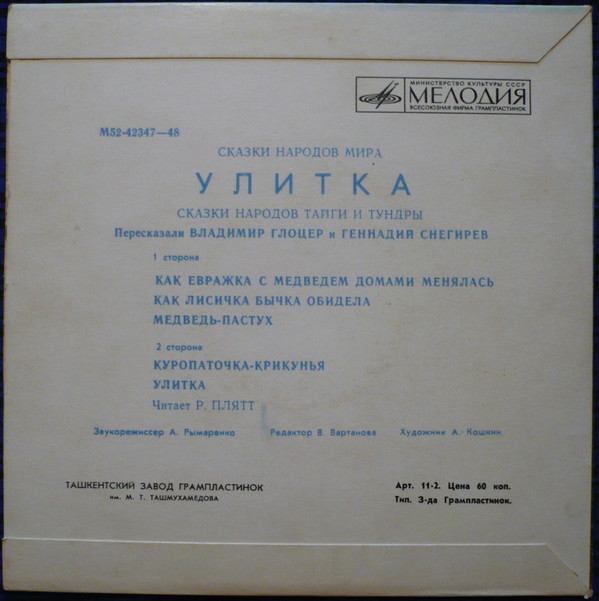 МИНИСТЕРСТВО КУЛЬТУРЫ СССР
МЕЛОДИЯ
ВСЕСОЮЗНАЯ ФИРМА ГРАМПЛАСТИНОК
М52-42347—48
СКАЗКИ НАРОДОВ МИРА
УЛИТКА
СКАЗКИ НАРОДОВ ТАЙГИ И ТУНДРЫ
Пересказали ВЛАДИМИР ГЛОЦЕР и ГЕННАДИЙ СНЕГИРЕВ
1 сторона
КАК ЕВРАЖКА С МЕДВЕДЕМ ДОМАМИ МЕНЯЛАСЬ
КАК ЛИСИЧКА БЫЧКА ОБИДЕЛА
МЕДВЕДЬ-ПАСТУХ
2 сторона
КУРОПАТОЧКА-КРИКУНЬЯ
УЛИТКА
Читает Р. ПЛЯТТ
Звукорежиссер А. Рымаренко Редактор В. Вартанова Художник А. Кошкин
ТАШКЕНТСКИЙ ЗАВОД ГРАМПЛАСТИНОК
им. М. Т. ТАШМУХАМЕДОВА
Арт. 11-2. Цена 60 коп.
Тип. З-да Грампластинок.